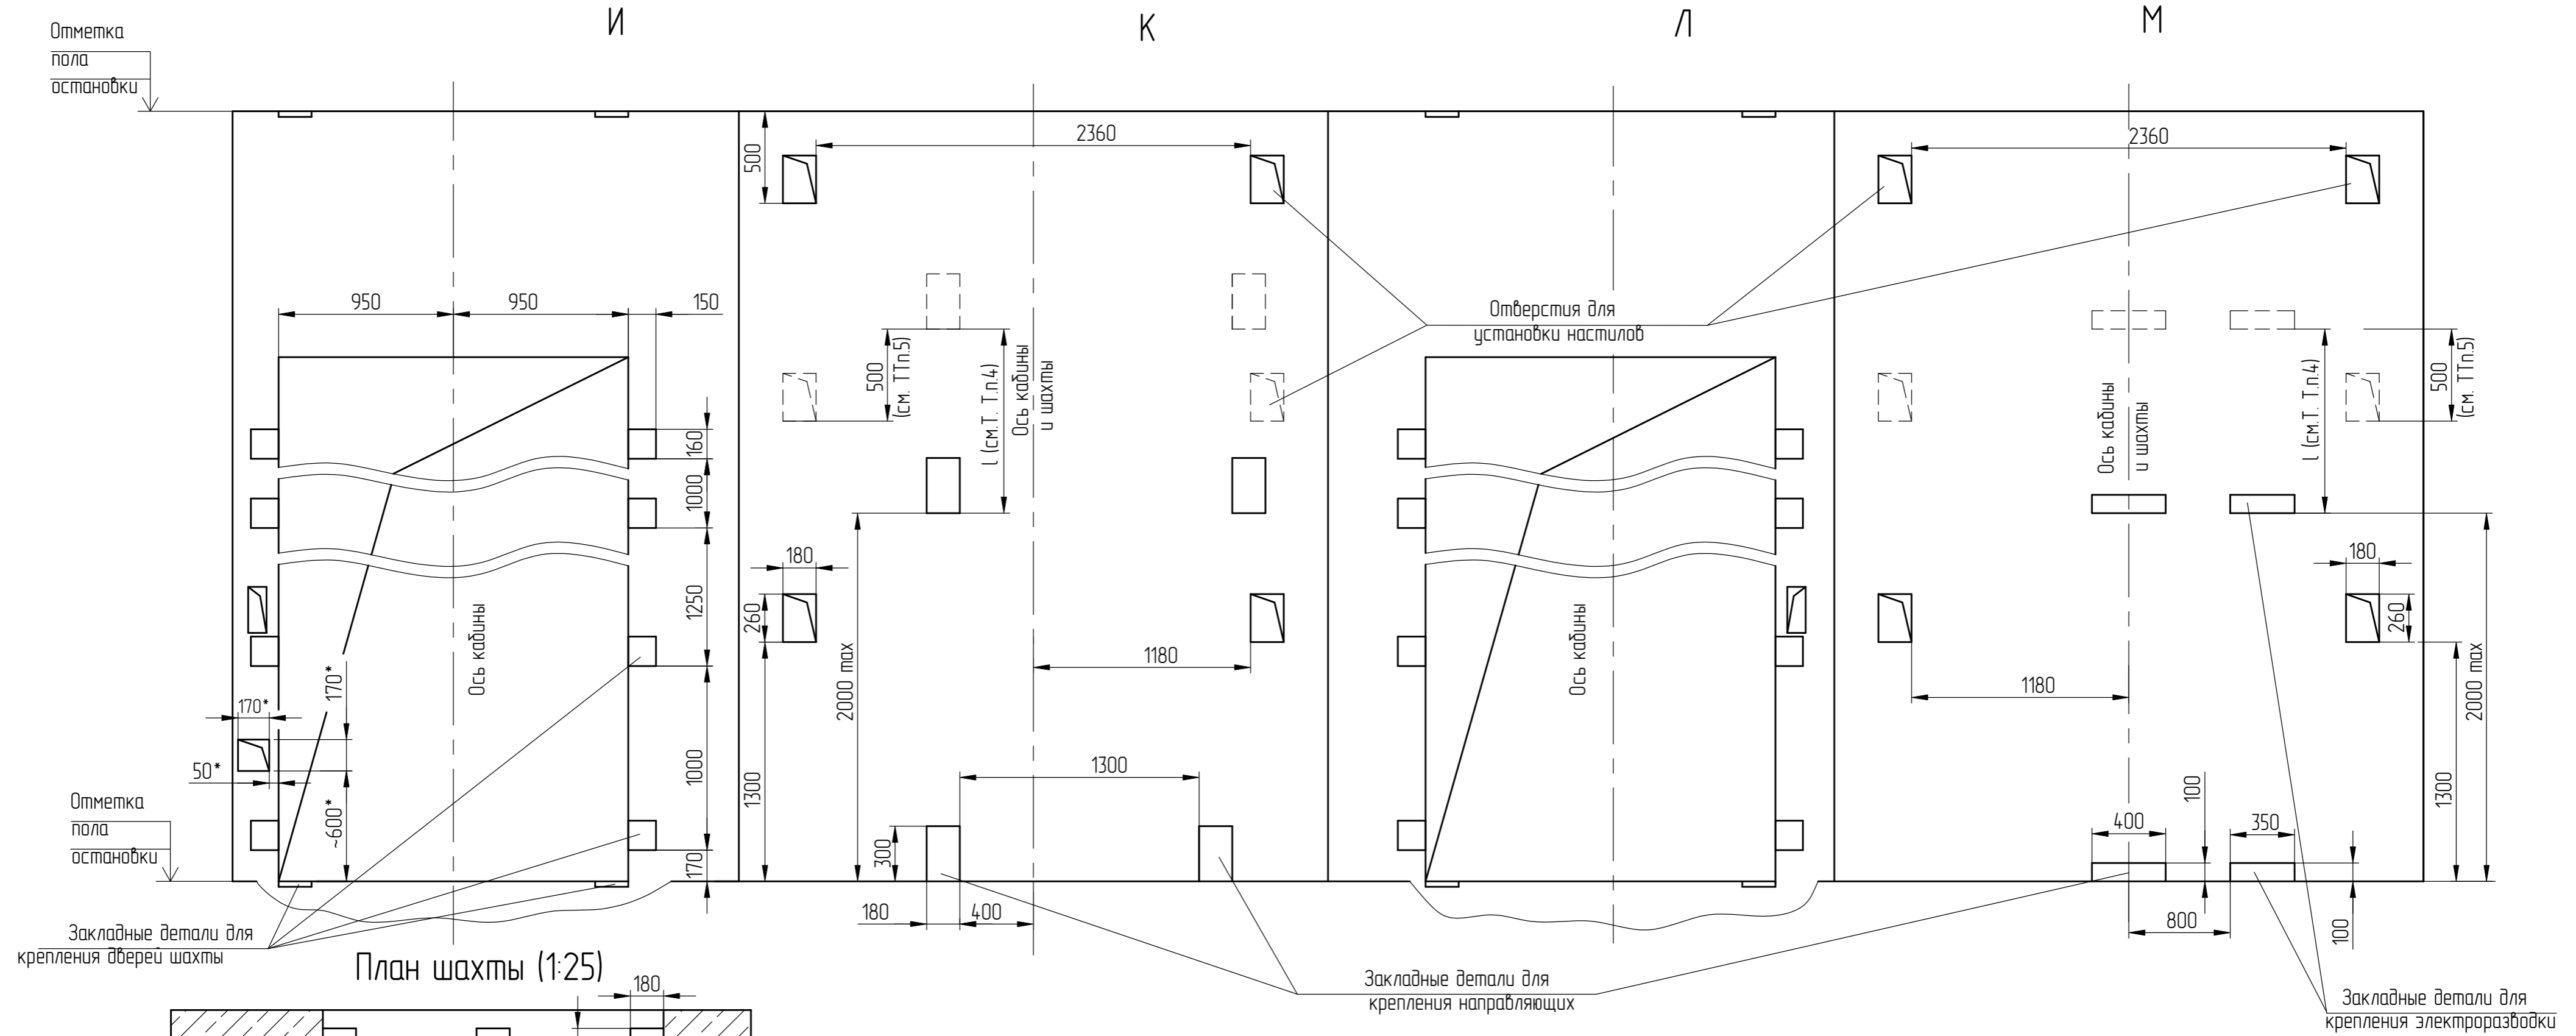 И
К
Л
М
Отметка
пола
остановки
2360
2360
500
950
950
150
Отверстия для
установки настилов
500
(см. ТТп.5)
l (см.Т. Т.п.4)
Ось кабины
и шахты
Ось кабины
и шахты
l (см.Т. Т.п.4)
500
(см. ТТп.5)
160
1000
180
180
1250
260
260
Ось кабины
Ось кабины
2000 max
1180
1180
2000 max
170*
170*
50*
1000
1300
1300
1300
100
Отметка
пола
остановки
~600*
170
300
400
350
180
400
800
100
Закладные детали для
крепления дверей шахты
План шахты (1:25)
180
Закладные детали для
крепления направляющих
Закладные детали для
крепления электроразводки